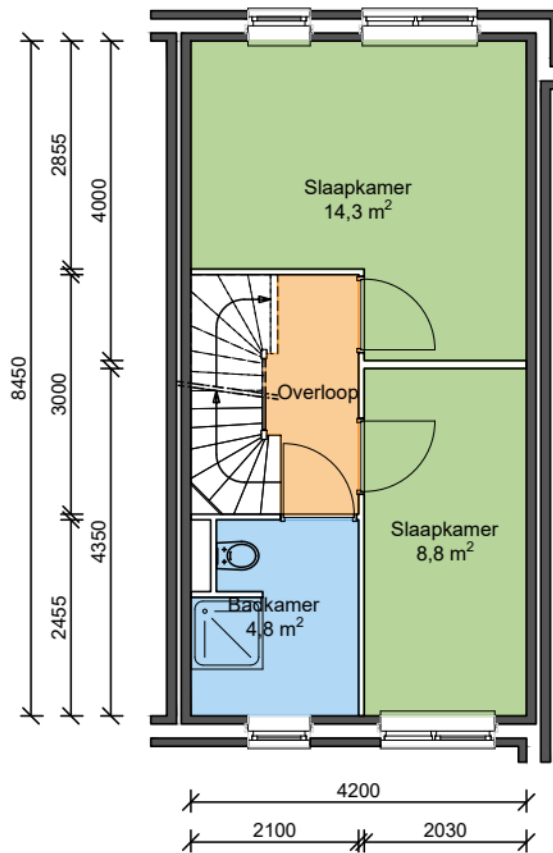 Slaapkamer
14,3 m²
Overloop
Slaapkamer
8,8 m²
Badkamer
4,8 m²
8450
2855
3000
2455
4000
4350
4200
2100
2030